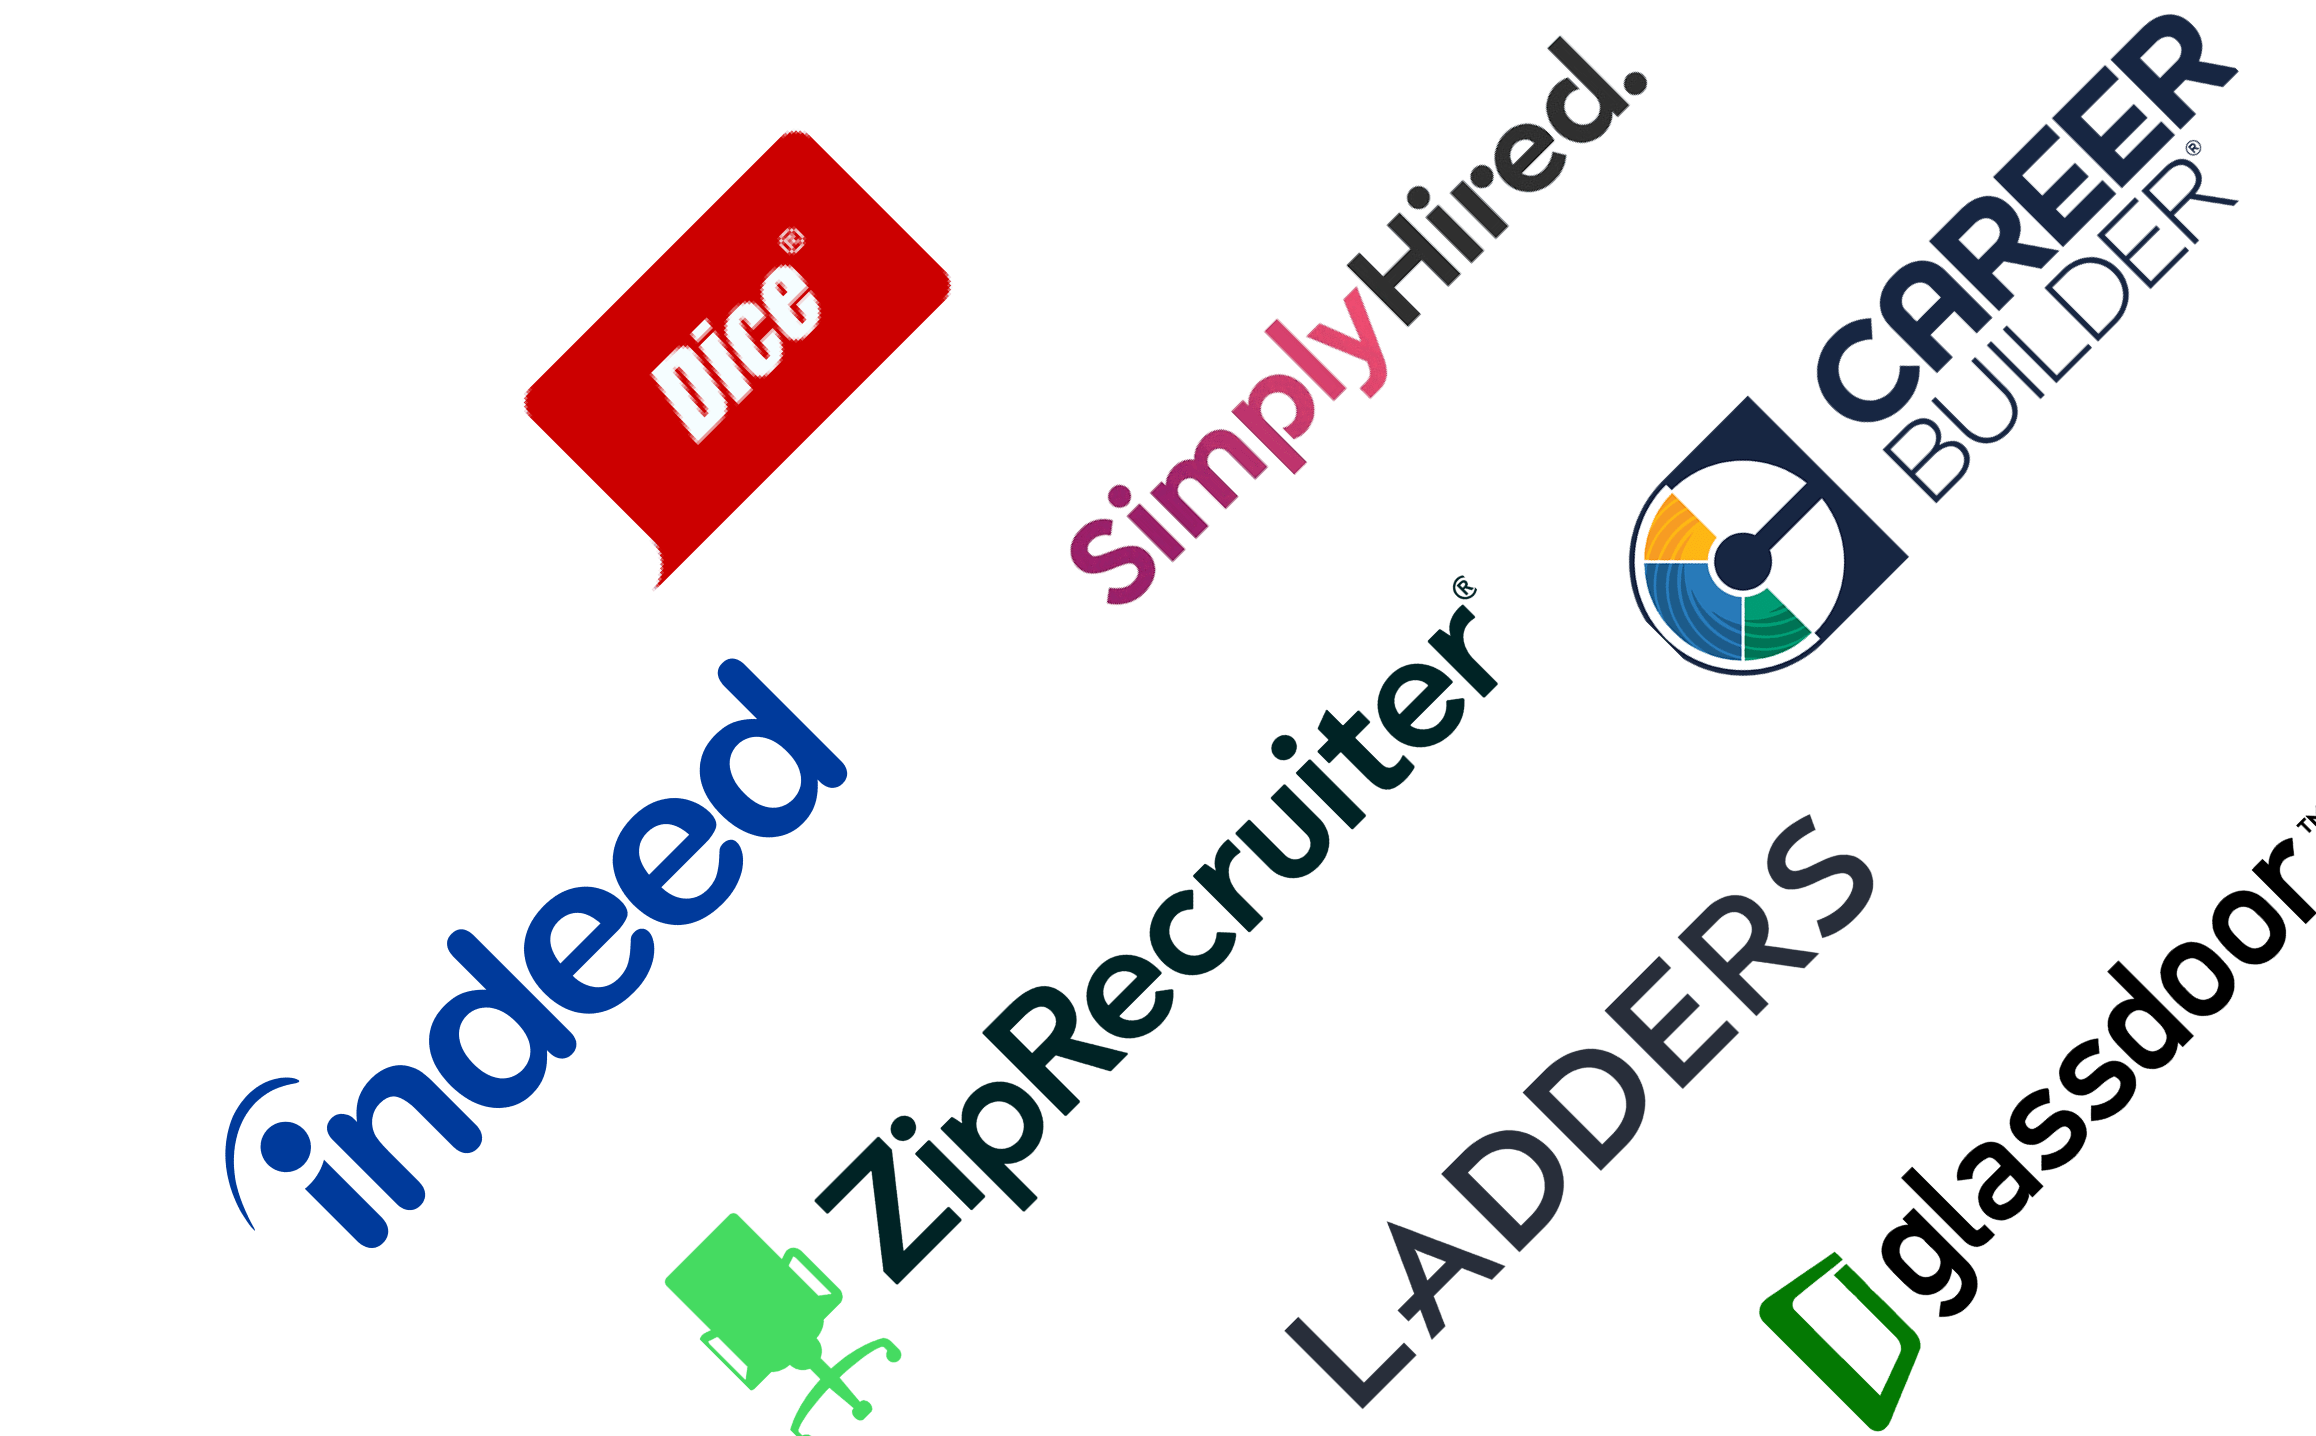 Dice®
SimplyHired.
CAREER
BUILDER®
indeed
ZipRecruiter®
LADDERS
glassdoor™